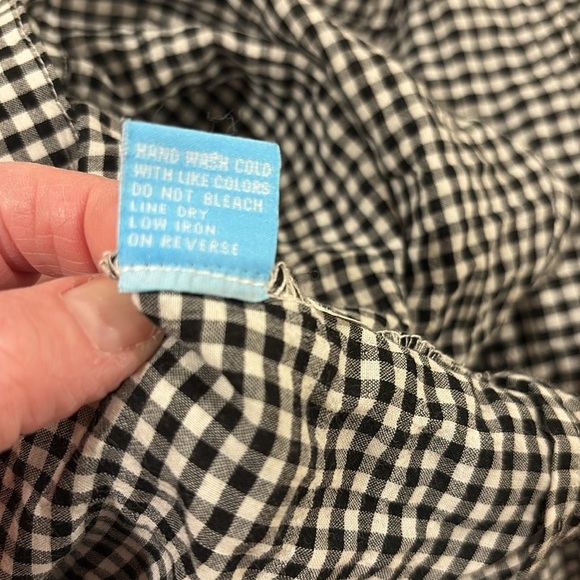 HAND WASH COLD
WITH LIKE COLORS
DO NOT BLEACH
LINE DRY
LOW IRON
ON REVERSE